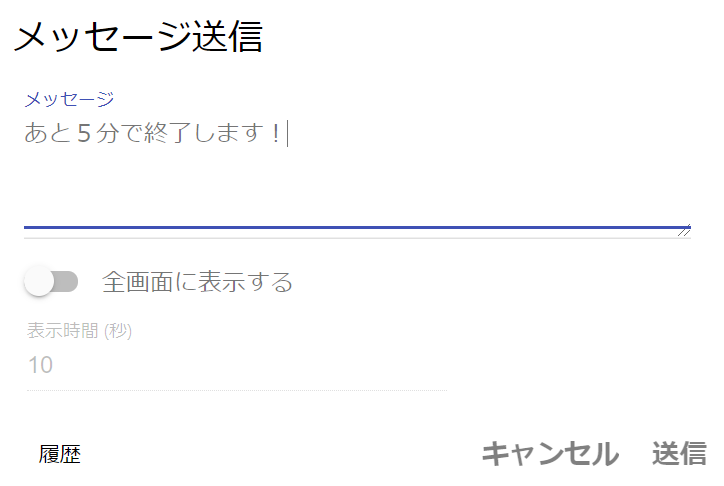 メッセージ送信
メッセージ
あと５分で終了します！
全画面に表示する
表示時間 (秒)
10
履歴
キャンセル 送信